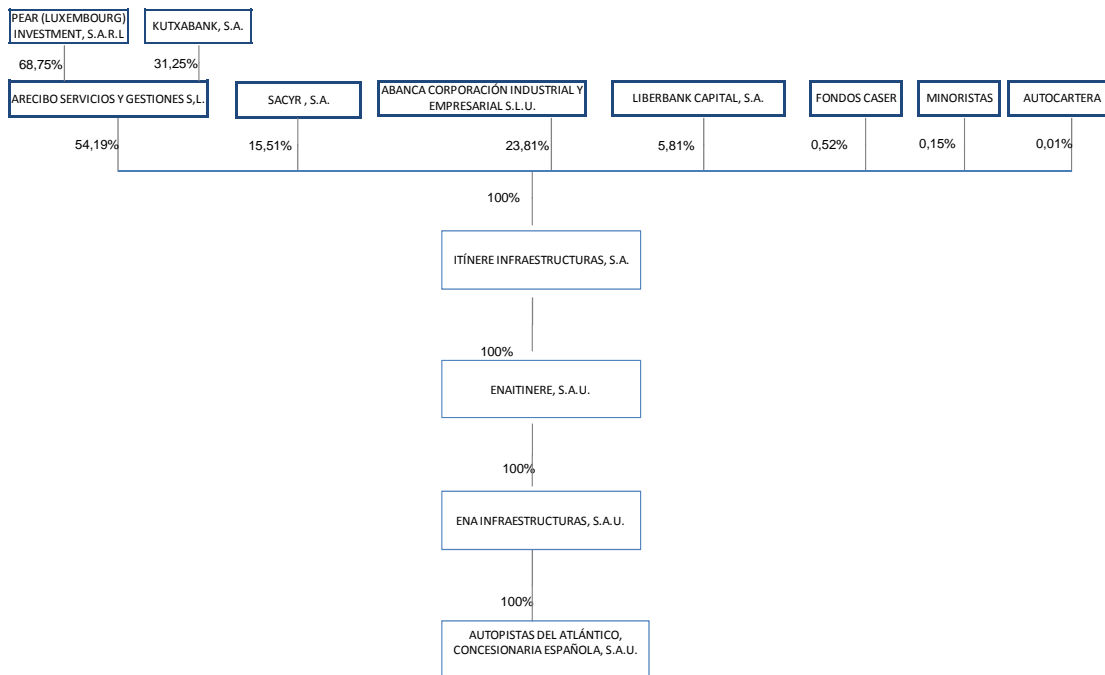 PEAR (LUXEMBOURG)
INVESTMENT, S.A.R.L
KUTXABANK, S.A.
68,75%
31,25%
ARECIBO SERVICIOS Y GESTIONES S,L.
SACYR , S.A.
ABANCA CORPORACIÓN INDUSTRIAL Y
EMPRESARIAL S.L.U.
LIBERBANK CAPITAL, S.A.
FONDOS CASER
MINORISTAS
AUTOCARTERA
54,19%
15,51%
23,81%
5,81%
0,52%
0,15%
0,01%
100%
ITÍNERE INFRAESTRUCTURAS, S.A.
100%
ENAITINERE, S.A.U.
100%
ENA INFRAESTRUCTURAS, S.A.U.
100%
AUTOPISTAS DEL ATLÁNTICO,
CONCESIONARIA ESPAÑOLA, S.A.U.